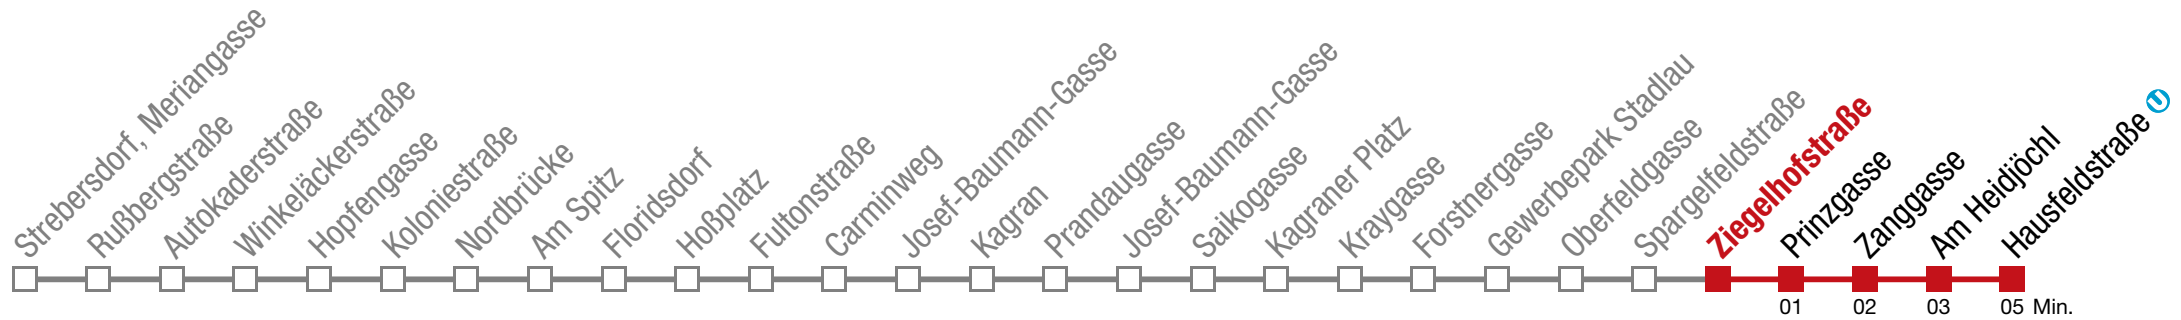 Strebersdorf, Meriangasse
Rußbergstraße
Autokaderstraße
Winkeläckerstraße
Hopfengasse
Koloniestraße
Nordbrücke
Am Spitz
Floridsdorf
Hoßplatz
Fultonstraße
Carminweg
Josef-Baumann-Gasse
Kagran
Prandaugasse
Josef-Baumann-Gasse
Saikogasse
Kagraner Platz
Kraygasse
Forstnergasse
Gewerbepark Stadlau
Oberfeldgasse
Spargelfeldstraße
Ziegelhofstraße
Prinzgasse
Zanggasse
Am Heidjöchl
Hausfeldstraße U
01 02 03 05 Min.